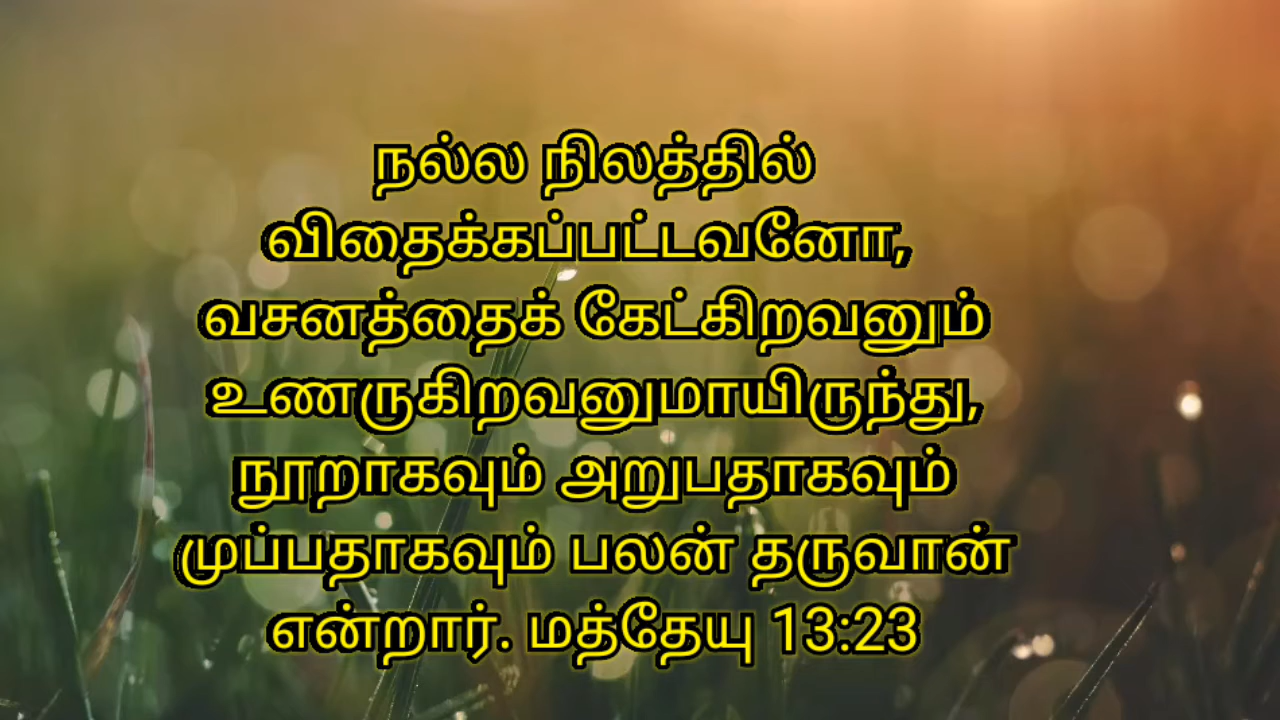 நல்ல நிலத்தில்
விதைக்கப்பட்டவனோ,
வசனத்தைக் கேட்கிறவனும்
உணருகிறவனுமாயிருந்து,
நூறாகவும் அறுபதாகவும்
முப்பதாகவும் பலன் தருவான்
என்றார். மத்தேயு 13:23